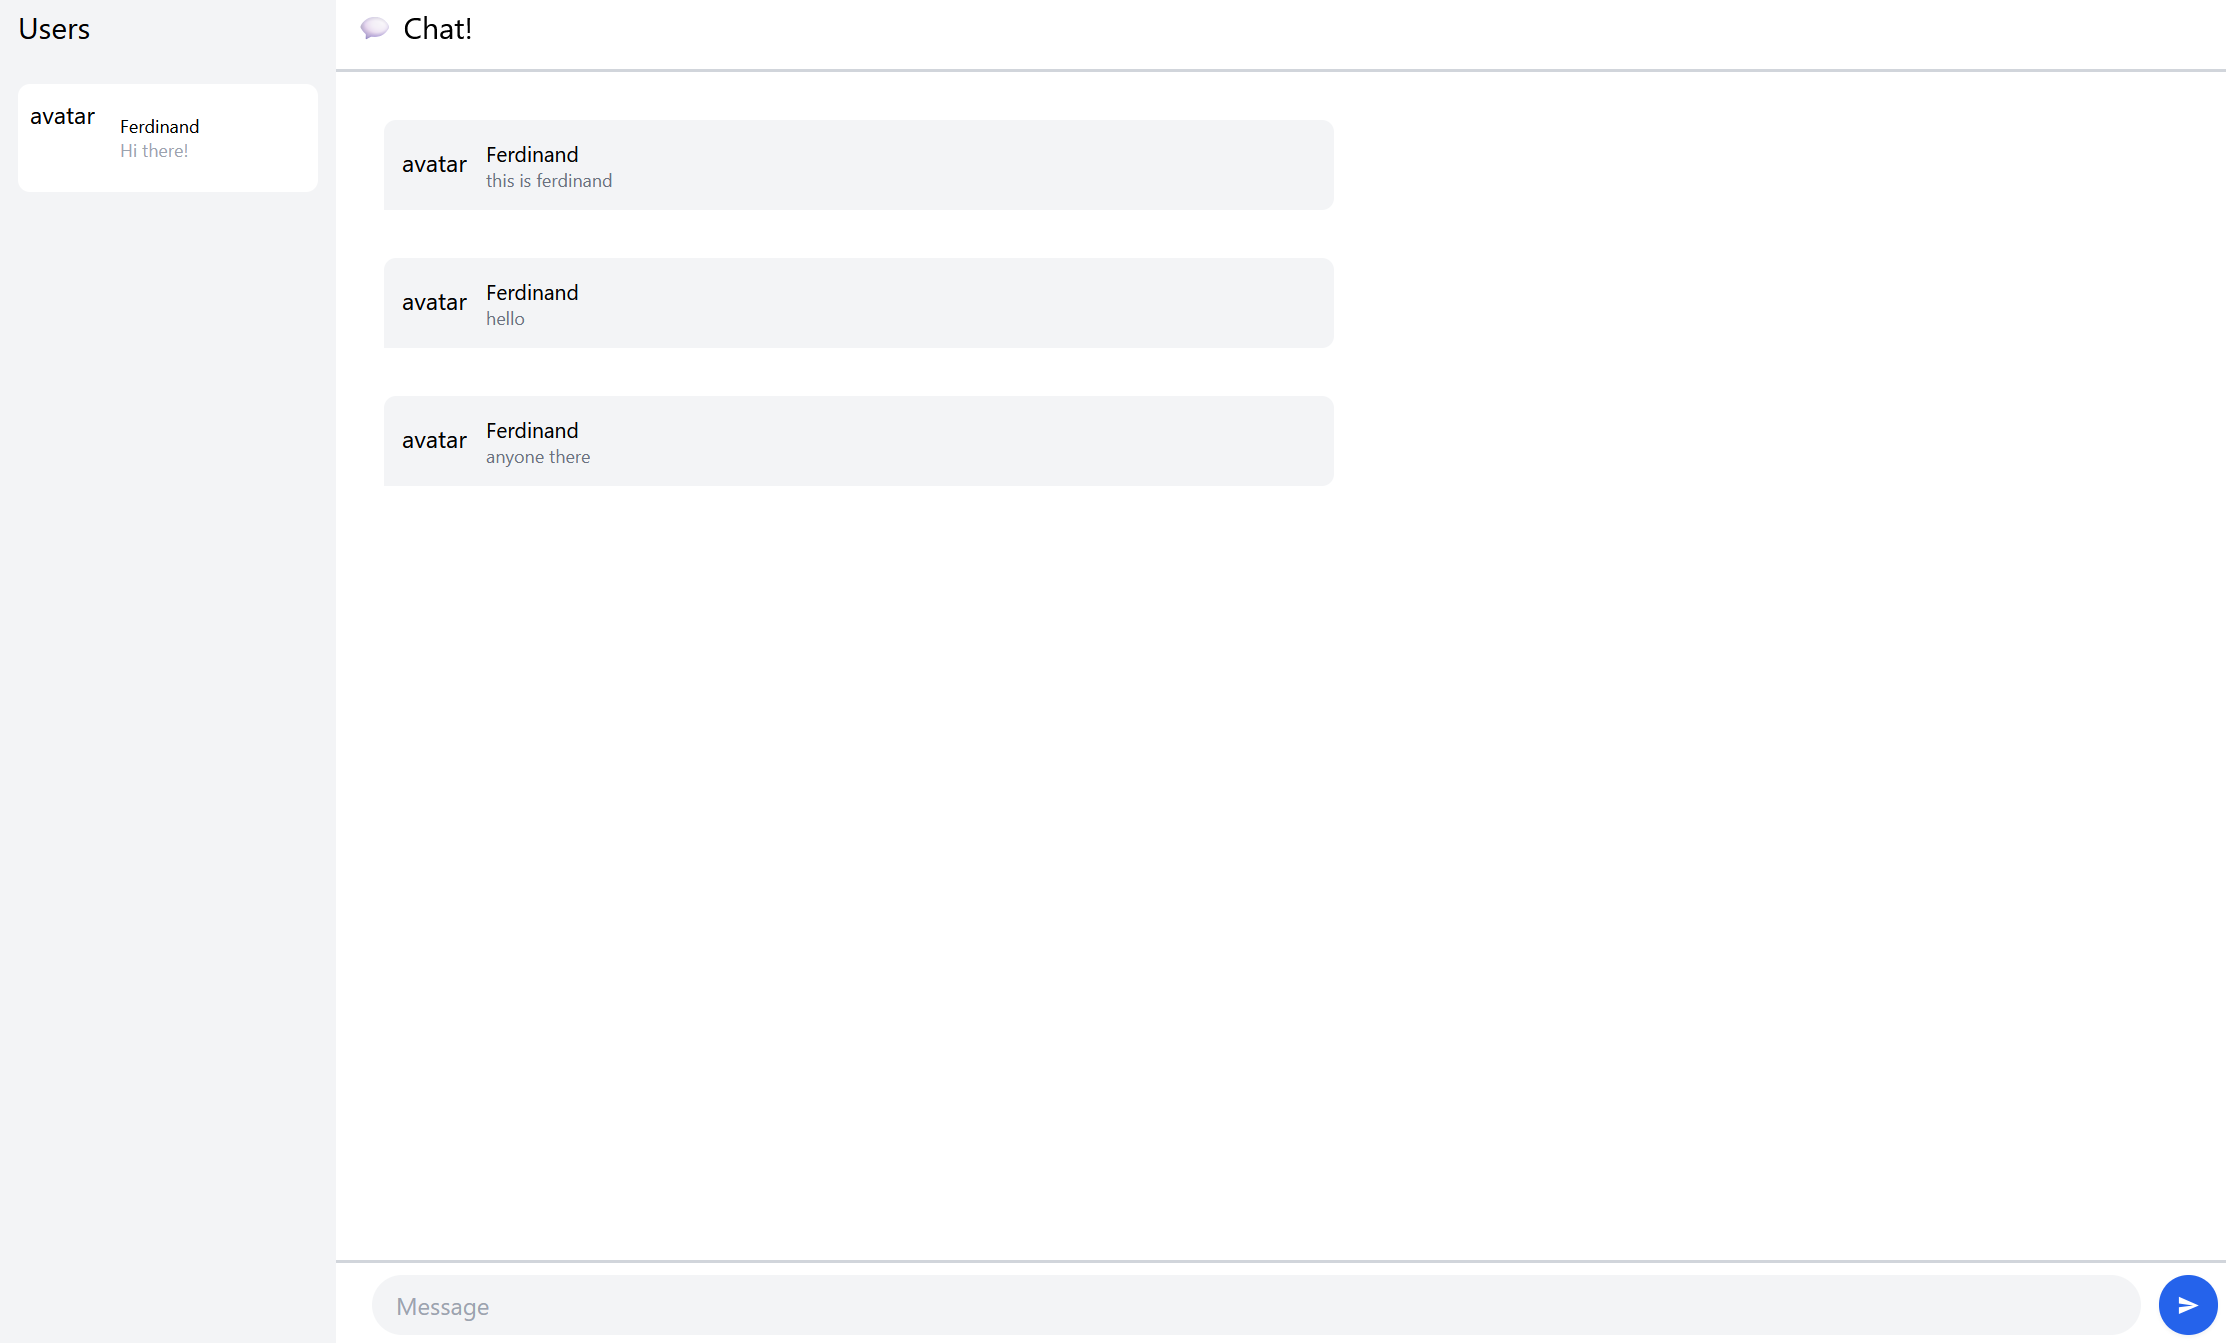 Users
avatar
Ferdinand
Hi there!
Chat!
avatar
Ferdinand
this is ferdinand
avatar
Ferdinand
hello
avatar
Ferdinand
anyone there
Message